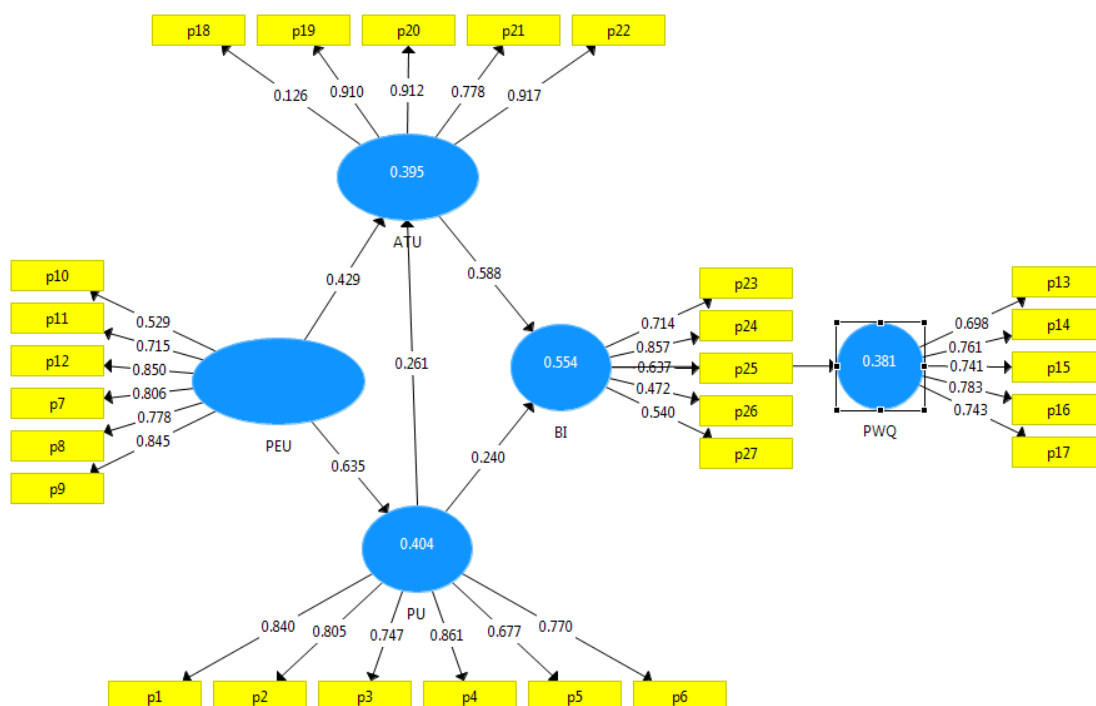 p18 p19 p20 p21 p22
0.126 0.910 0.912 0.778 0.917
0.395
ATU
p10
p11
p12
p7
p8
p9
0.529
0.715
0.850
0.806
0.778
0.845
PEU
0.429
0.635
0.261
0.588
0.240
0.554
BI
0.714
0.857
0.637
0.472
0.540
p23
p24
p25
p26
p27
0.381
PWQ
0.698
0.761
0.741
0.783
0.743
p13
p14
p15
p16
p17
0.404
PU
0.840 0.805 0.747 0.861 0.677 0.770
p1 p2 p3 p4 p5 p6